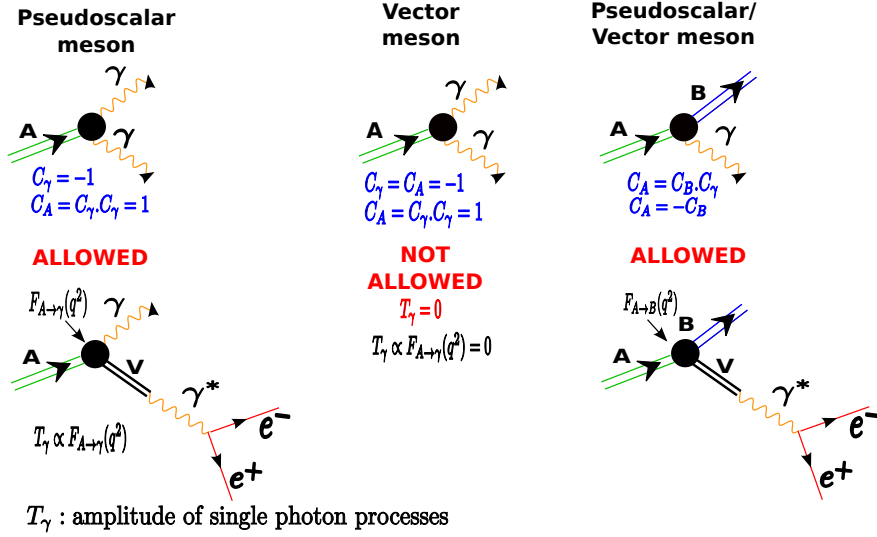 Pseudoscalar
meson
γ
A
γ
C_γ = −1
C_A = C_γ.C_γ = 1
ALLOWED
F_{A→γ}(q²)
γ
A
V
γ*
T_γ ∝ F_{A→γ}(q²)
e−
e+
Vector
meson
γ
A
γ
C_γ = C_A = −1
C_A = C_γ.C_γ = 1
NOT
ALLOWED
T_γ = 0
T_γ ∝ F_{A→γ}(q²) = 0
Pseudoscalar/
Vector meson
B
A
γ
C_A = C_B.C_γ
C_A = −C_B
ALLOWED
F_{A→B}(q²)
B
A
V
γ*
e−
e+
T_γ : amplitude of single photon processes